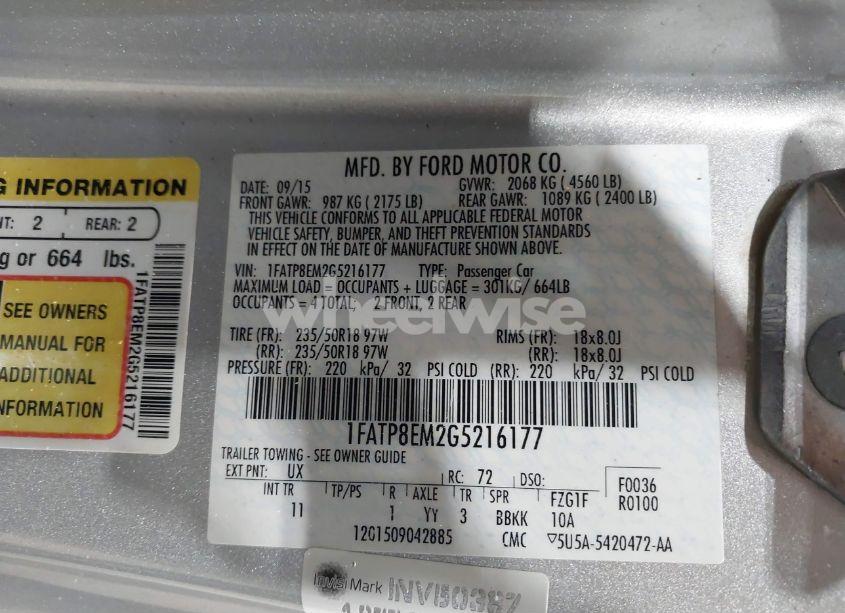 G INFORMATION
NT: 2 REAR: 2
g or 664 lbs.
SEE OWNERS
MANUAL FOR
ADDITIONAL
INFORMATION
1FATP8EM2G5216177
MFD. BY FORD MOTOR CO.
DATE: 09/15 GVWR: 2068 KG ( 4560 LB)
FRONT GAWR: 987 KG ( 2175 LB) REAR GAWR: 1089 KG ( 2400 LB)
THIS VEHICLE CONFORMS TO ALL APPLICABLE FEDERAL MOTOR
VEHICLE SAFETY, BUMPER, AND THEFT PREVENTION STANDARDS
IN EFFECT ON THE DATE OF MANUFACTURE SHOWN ABOVE.
VIN: 1FATP8EM2G5216177 TYPE: Passenger Car
MAXIMUM LOAD = OCCUPANTS + LUGGAGE = 301KG/ 664LB
OCCUPANTS = 4 TOTAL; 2 FRONT, 2 REAR
wheelwise
TIRE (FR): 235/50R18 97W RIMS (FR): 18x8.0J
(RR): 235/50R18 97W (RR): 18x8.0J
PRESSURE (FR): 220 kPa/ 32 PSI COLD (RR): 220 kPa/ 32 PSI COLD
1FATP8EM2G5216177
TRAILER TOWING - SEE OWNER GUIDE
EXT PNT: UX RC: 72 DSO: F0036
R0100
INT TR TP/PS R AXLE TR SPR FZG1F
11 1 YY 3 BBKK 10A
12G1509042885 CMC ▽5U5A-5420472-AA
Mark INV50367